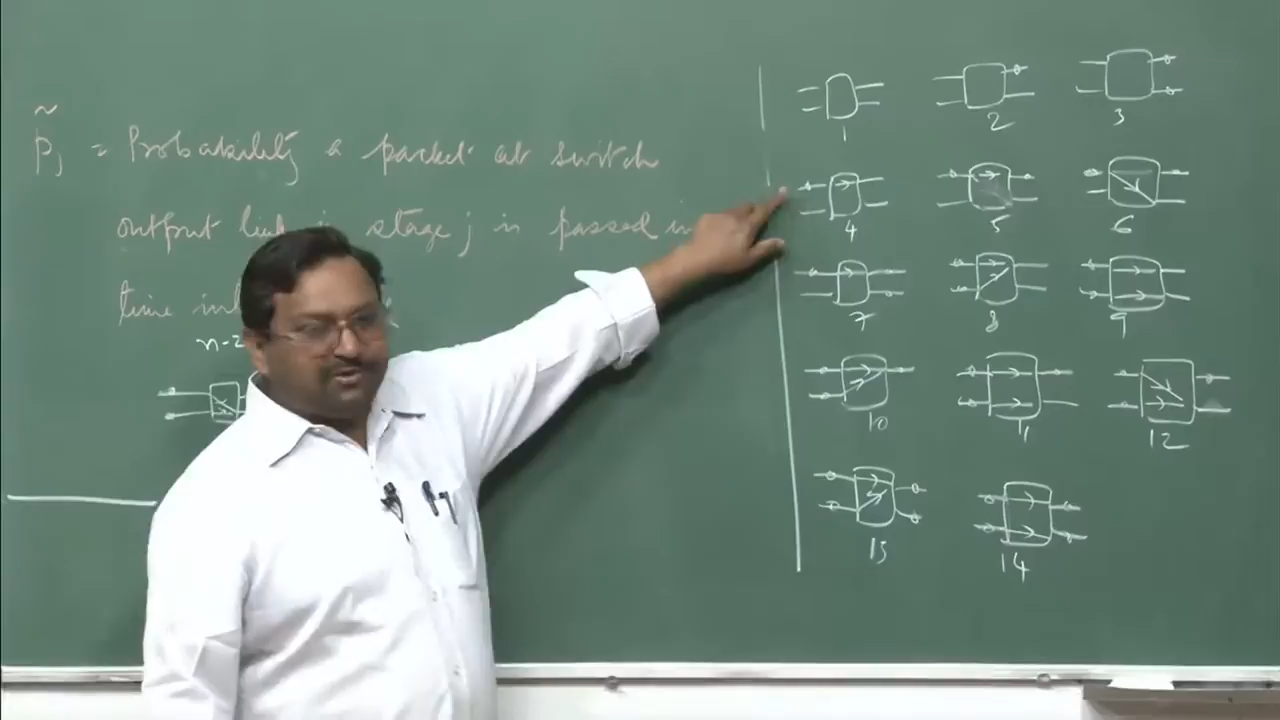 p̃j = Probability a packet at switch
output link in stage j is passed in
time
n-2
1 2 3
4 5 6
7 8 9
10 11 12
13 14